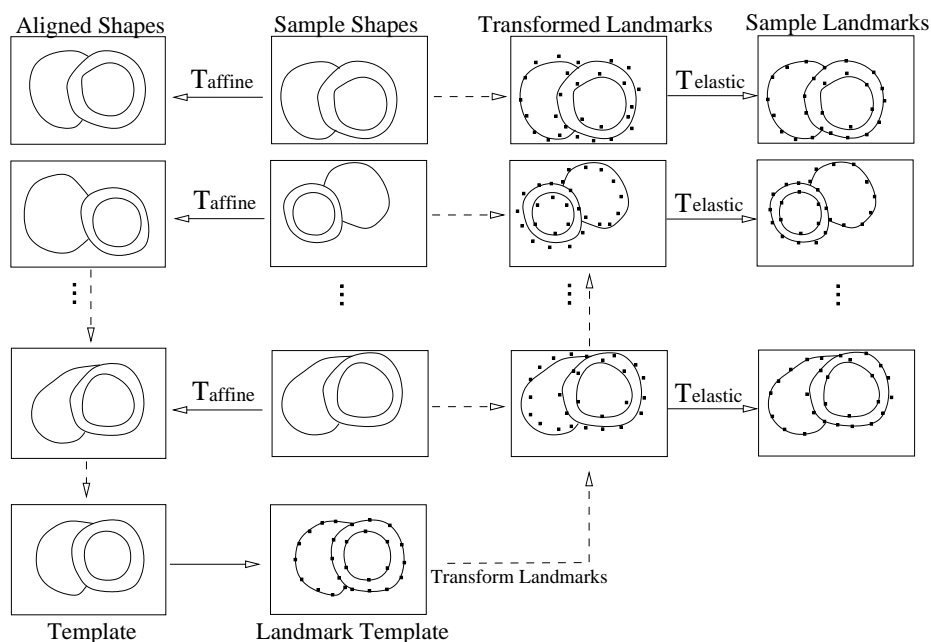 Aligned Shapes
Sample Shapes
Transformed Landmarks
Sample Landmarks
Taffine
Telastic
Taffine
Telastic
Taffine
Telastic
Transform Landmarks
Template
Landmark Template